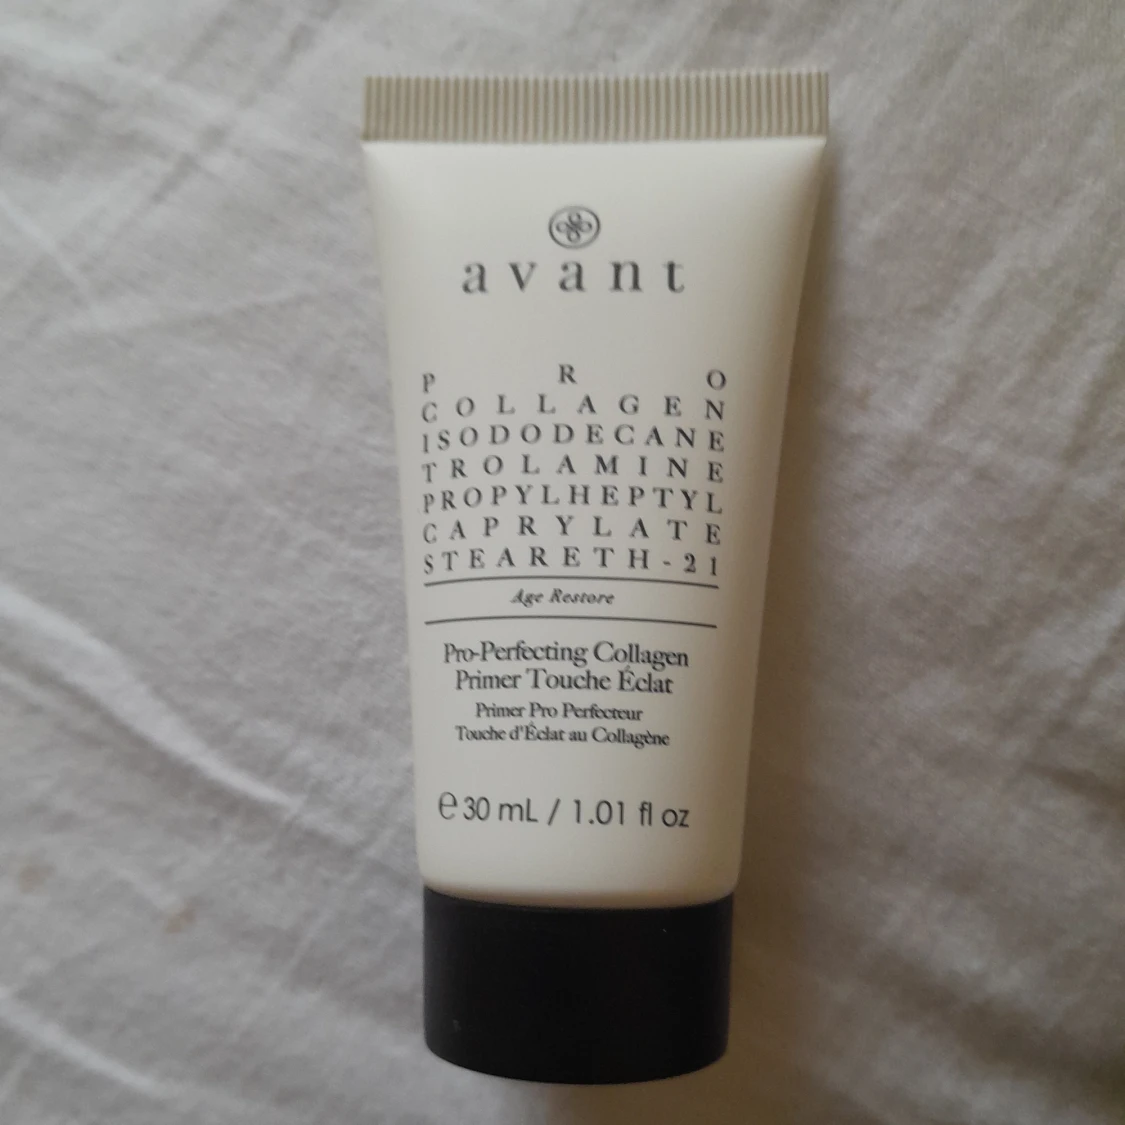 avant
PRO
COLLAGEN
ISODODECANE
TROLAMINE
PROPYLHEPTYL
CAPRYLATE
STEARETH-21
Age Restore
Pro-Perfecting Collagen
Primer Touche Éclat
Primer Pro Perfecteur
Touche d'Éclat au Collagène
℮ 30 mL / 1.01 fl oz